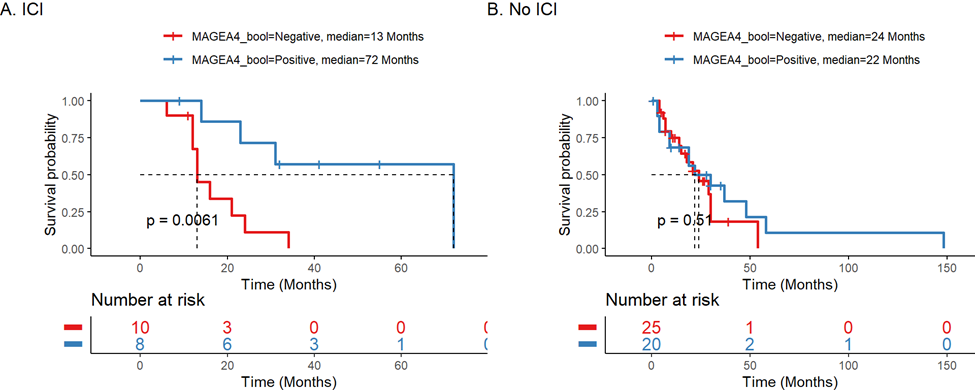 A. ICI
MAGEA4_bool=Negative, median=13 Months
MAGEA4_bool=Positive, median=72 Months
Survival probability
1.00
0.75
0.50
0.25
0.00
p = 0.0061
0 20 40 60
Time (Months)
Number at risk
10 3 0 0 0
8 6 3 1 0
0 20 40 60
Time (Months)
B. No ICI
MAGEA4_bool=Negative, median=24 Months
MAGEA4_bool=Positive, median=22 Months
Survival probability
1.00
0.75
0.50
0.25
0.00
p = 0.51
0 50 100 150
Time (Months)
Number at risk
25 1 0 0
20 2 1 0
0 50 100 150
Time (Months)